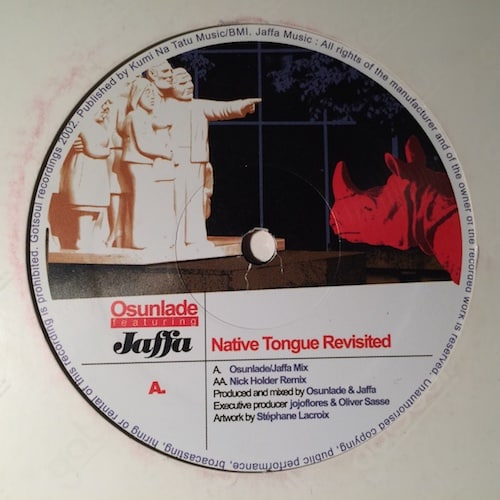 Gotsoul recordings 2002. Published by Kumi Na Tatu Music/BMI. Jaffa Music : All rights of the manufacturer and of the owner of the recorded work is reserved. Unauthorised copying, public performance, broacasting, hiring or rental of this recording is prohibited.
Osunlade
featuring
Jaffa
A.
Native Tongue Revisited
A. Osunlade/Jaffa Mix
AA. Nick Holder Remix
Produced and mixed by Osunlade & Jaffa
Executive producer jojoflores & Oliver Sasse
Artwork by Stéphane Lacroix